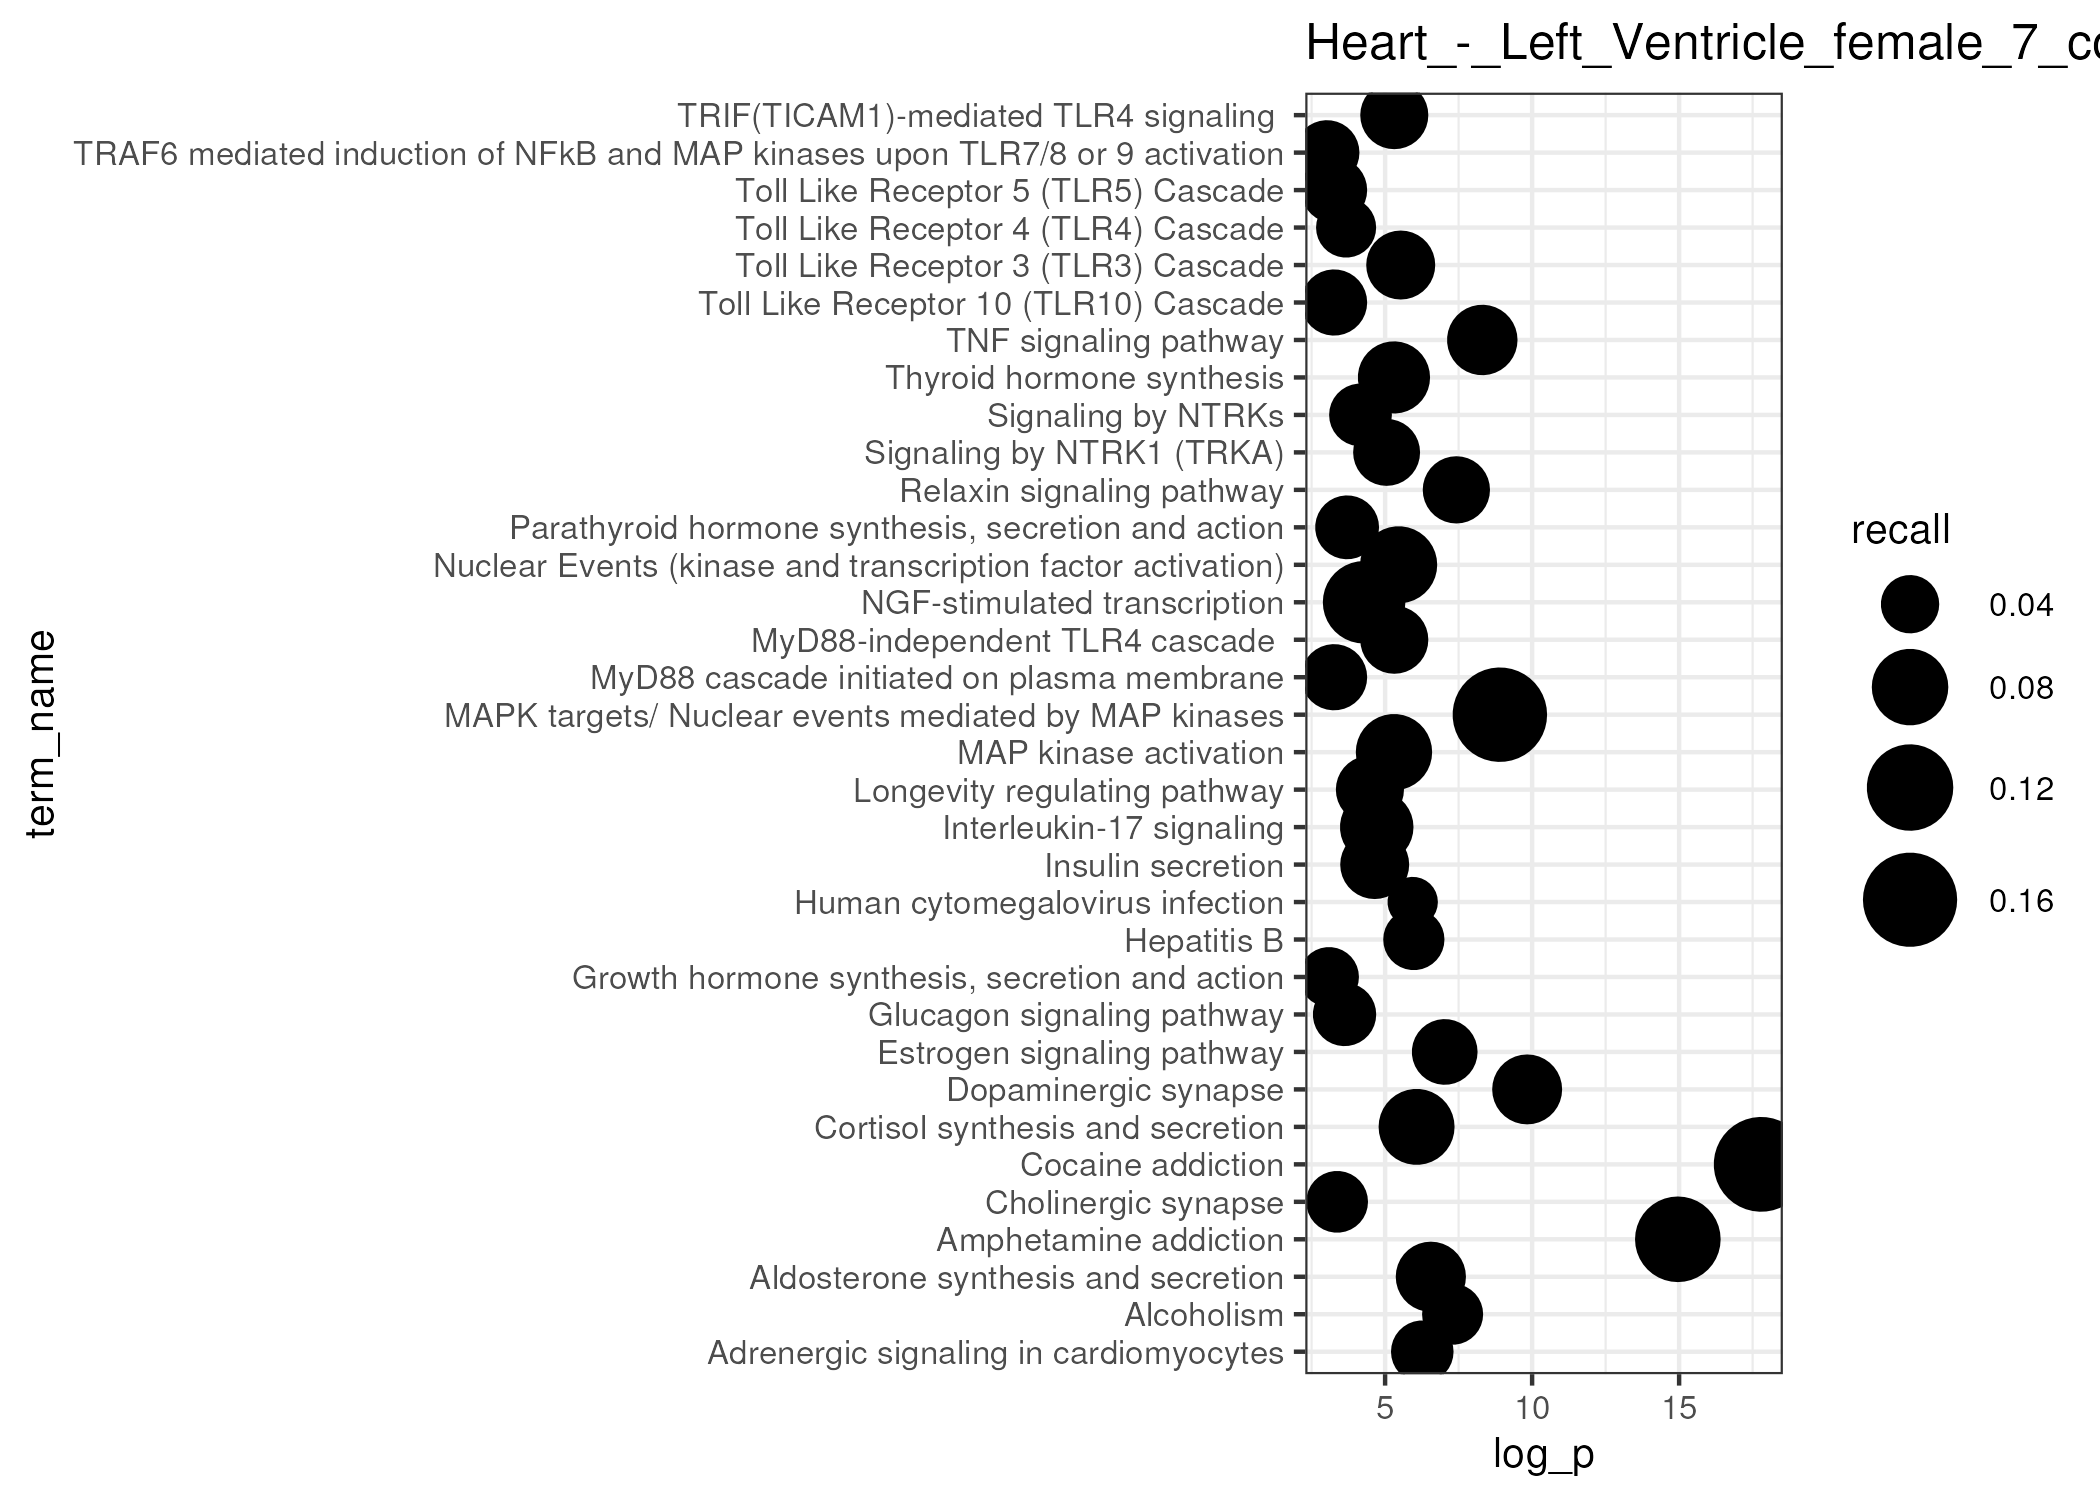 Heart_-_Left_Ventricle_female_7_co
TRIF(TICAM1)-mediated TLR4 signaling
TRAF6 mediated induction of NFkB and MAP kinases upon TLR7/8 or 9 activation
Toll Like Receptor 5 (TLR5) Cascade
Toll Like Receptor 4 (TLR4) Cascade
Toll Like Receptor 3 (TLR3) Cascade
Toll Like Receptor 10 (TLR10) Cascade
TNF signaling pathway
Thyroid hormone synthesis
Signaling by NTRKs
Signaling by NTRK1 (TRKA)
Relaxin signaling pathway
Parathyroid hormone synthesis, secretion and action
Nuclear Events (kinase and transcription factor activation)
NGF-stimulated transcription
MyD88-independent TLR4 cascade
MyD88 cascade initiated on plasma membrane
MAPK targets/ Nuclear events mediated by MAP kinases
MAP kinase activation
Longevity regulating pathway
Interleukin-17 signaling
Insulin secretion
Human cytomegalovirus infection
Hepatitis B
Growth hormone synthesis, secretion and action
Glucagon signaling pathway
Estrogen signaling pathway
Dopaminergic synapse
Cortisol synthesis and secretion
Cocaine addiction
Cholinergic synapse
Amphetamine addiction
Aldosterone synthesis and secretion
Alcoholism
Adrenergic signaling in cardiomyocytes
term_name
5 10 15
log_p
recall
0.04
0.08
0.12
0.16